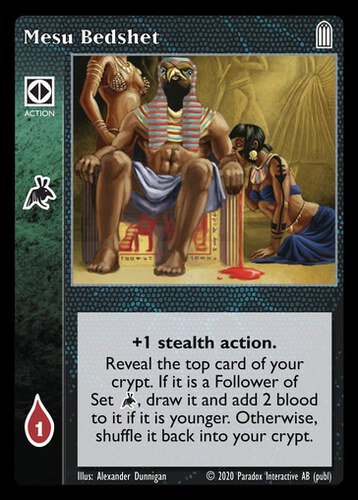 Mesu Bedshet
ACTION
+1 stealth action.
Reveal the top card of your
crypt. If it is a Follower of
Set , draw it and add 2 blood
to it if it is younger. Otherwise,
shuffle it back into your crypt.
1
Illus: Alexander Dunnigan © 2020 Paradox Interactive AB (publ)